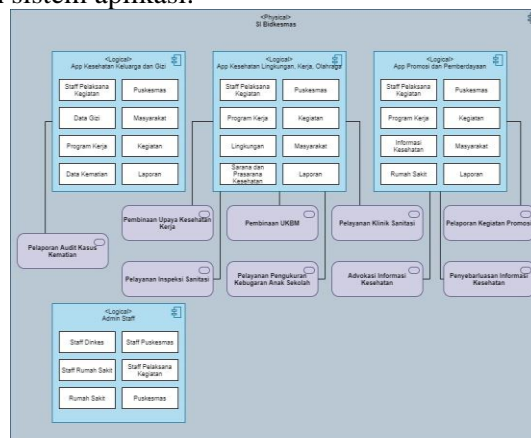 sistem aplikasi.
«Physical»
SI Bidkesmas
«Logical»
App Kesehatan Keluarga dan Gizi
Staff Pelaksana
Kegiatan
Puskesmas
Data Gizi
Masyarakat
Program Kerja
Kegiatan
Data Kematian
Laporan
«Logical»
App Kesehatan Lingkungan, Kerja, Olahraga
Staff Pelaksana
Kegiatan
Puskesmas
Program Kerja
Kegiatan
Lingkungan
Masyarakat
Sarana dan
Prasarana
Kesehatan
Laporan
«Logical»
App Promosi dan Pemberdayaan
Staff Pelaksana
Kegiatan
Puskesmas
Program Kerja
Kegiatan
Informasi
Kesehatan
Masyarakat
Rumah Sakit
Laporan
Pembinaan Upaya Kesehatan
Kerja
Pembinaan UKBM
Pelayanan Klinik Sanitasi
Pelaporan Kegiatan Promosi
Pelaporan Audit Kasus
Kematian
Pelayanan Inspeksi Sanitasi
Pelayanan Pengukuran
Kebugaran Anak Sekolah
Advokasi Informasi
Kesehatan
Penyebarluasan Informasi
Kesehatan
«Logical»
Admin Staff
Staff Dinkes
Staff Puskesmas
Staff Rumah Sakit
Staff Pelaksana
Kegiatan
Rumah Sakit
Puskesmas